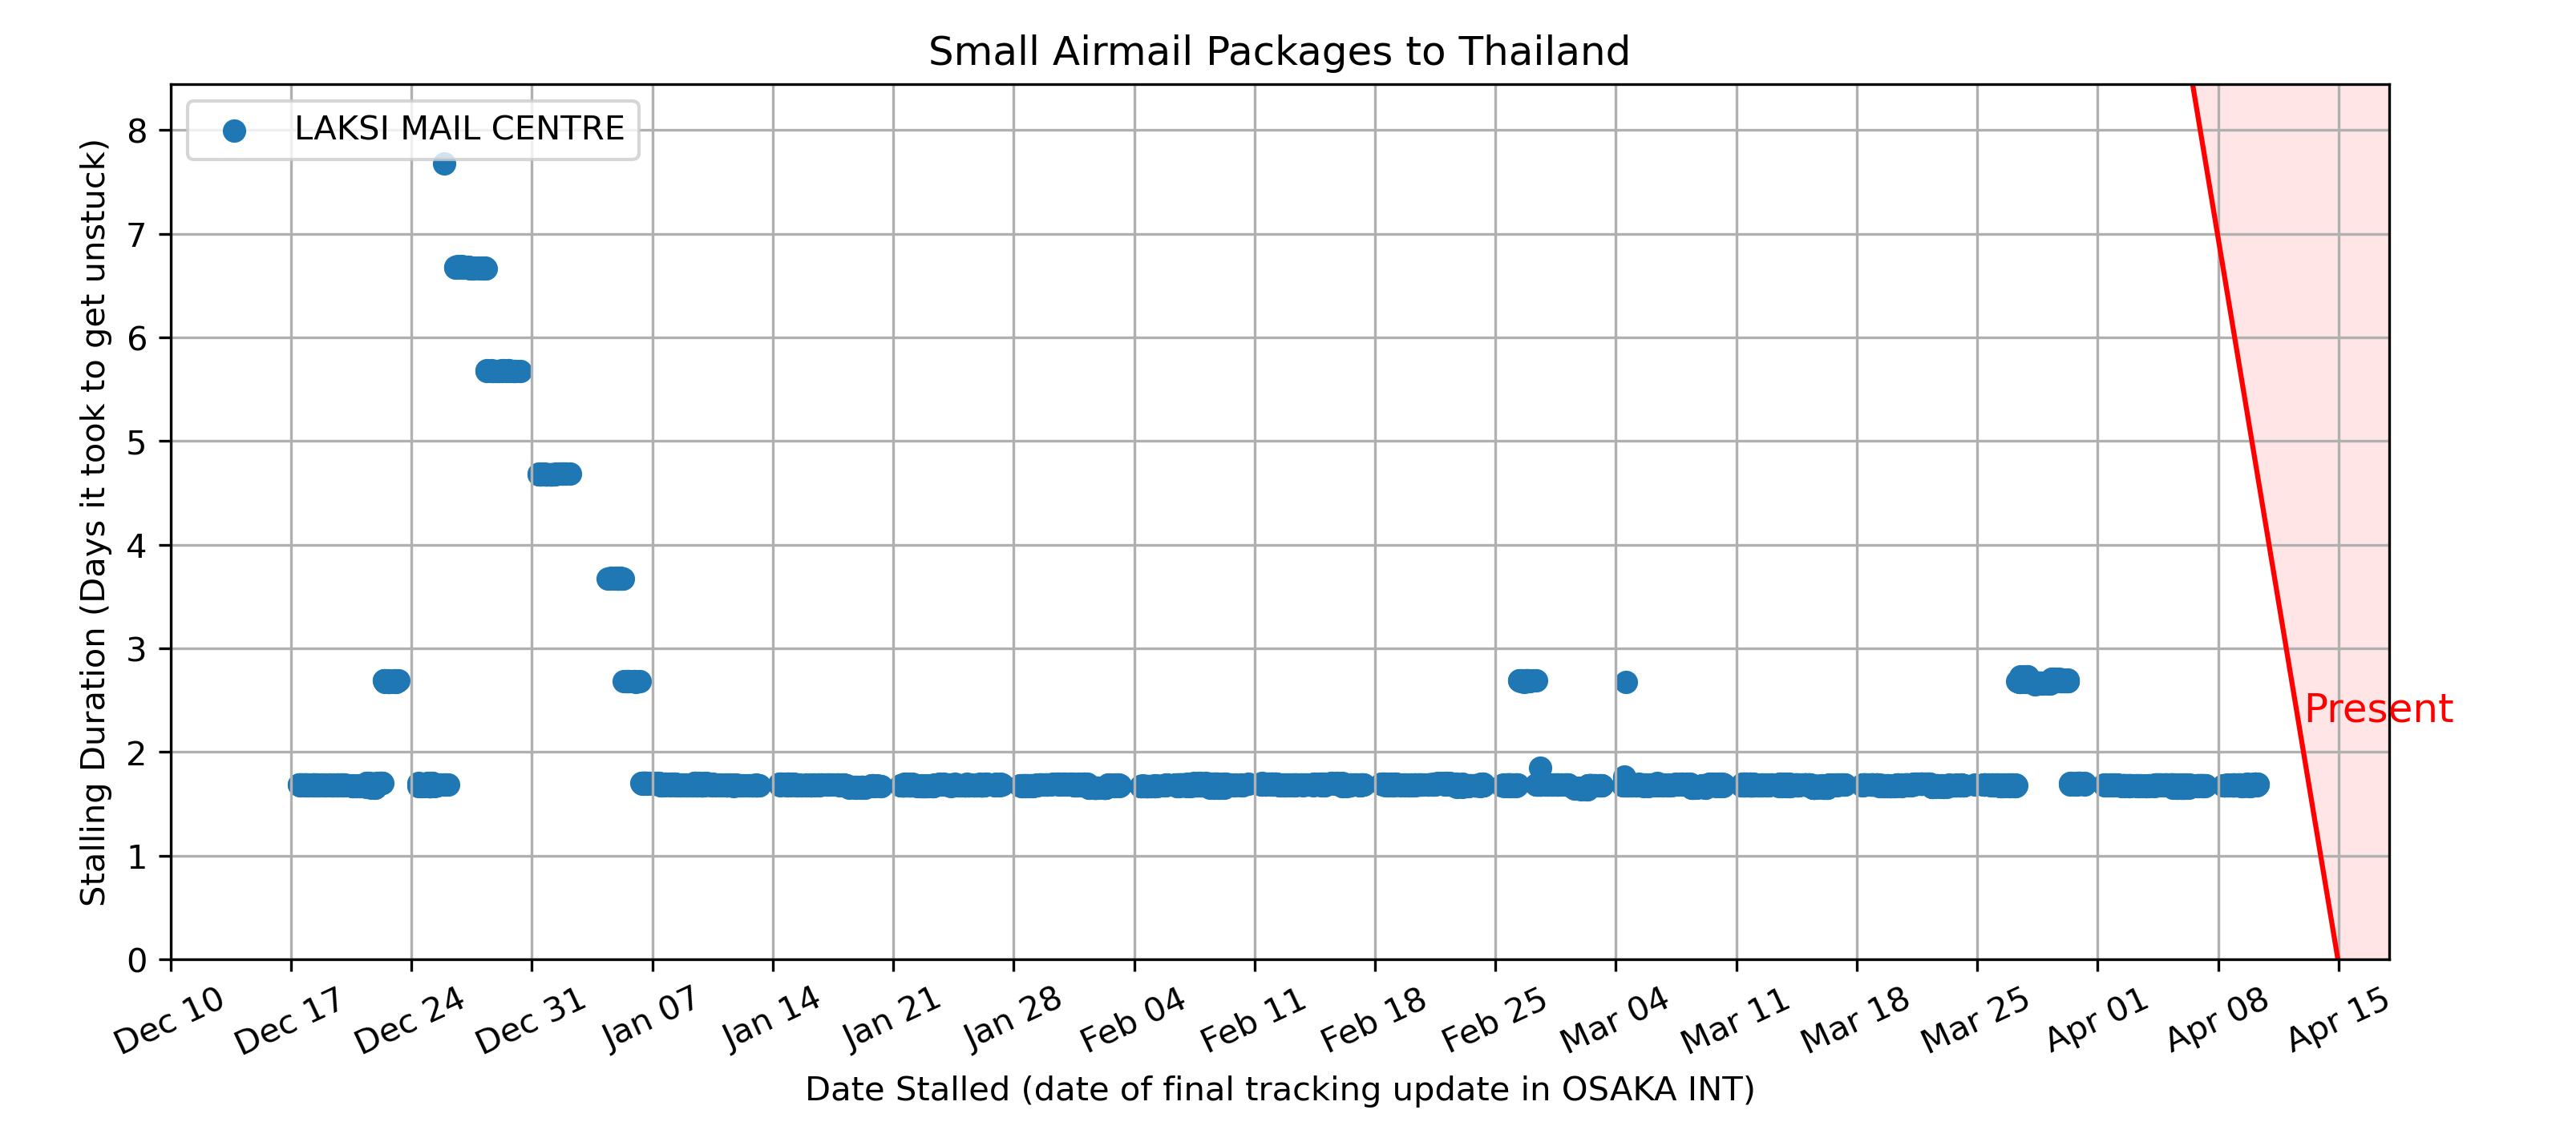 Small Airmail Packages to Thailand
LAKSI MAIL CENTRE
Stalling Duration (Days it took to get unstuck)
8
7
6
5
4
3
2
1
0
Present
Dec 10 Dec 17 Dec 24 Dec 31 Jan 07 Jan 14 Jan 21 Jan 28 Feb 04 Feb 11 Feb 18 Feb 25 Mar 04 Mar 11 Mar 18 Mar 25 Apr 01 Apr 08 Apr 15
Date Stalled (date of final tracking update in OSAKA INT)